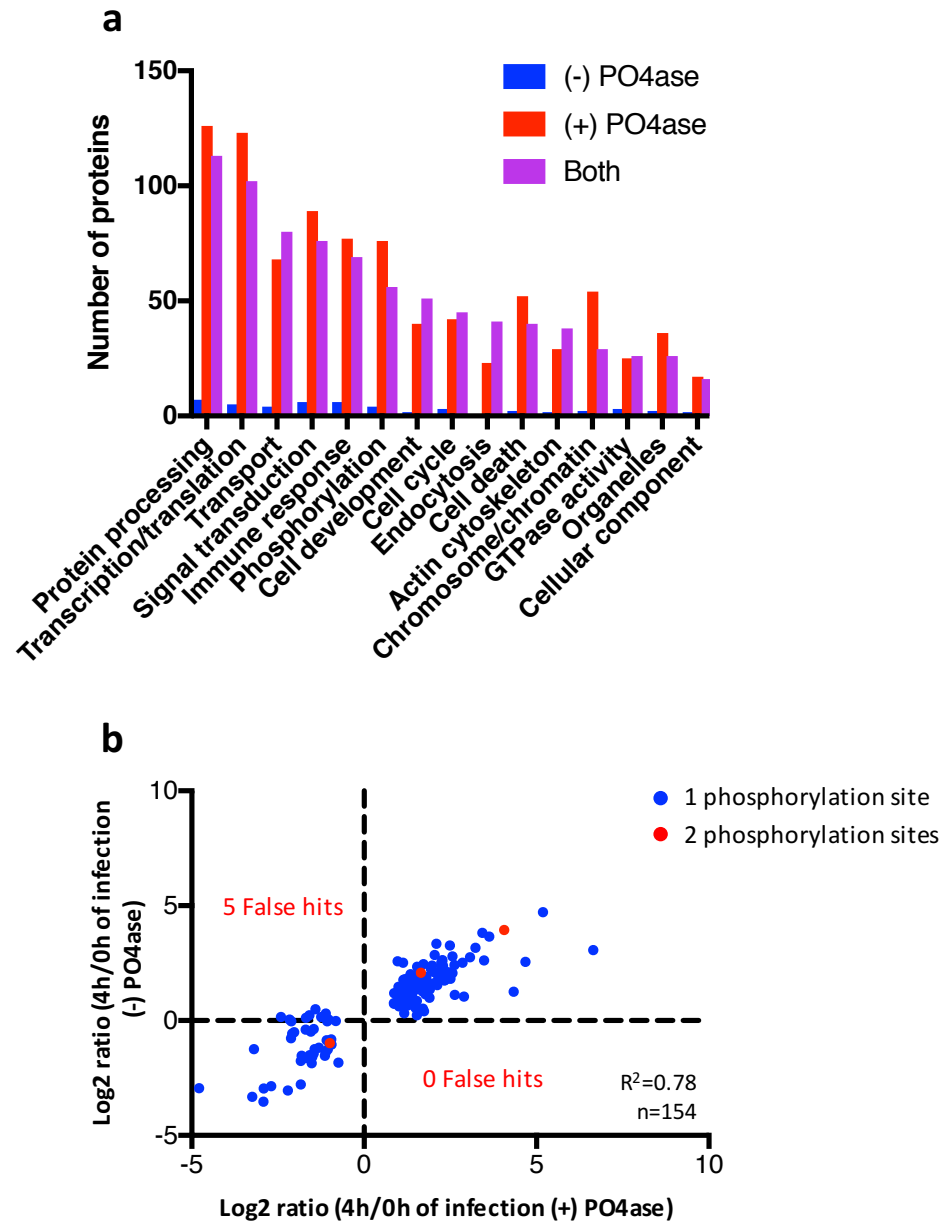 a
150
100
50
0
Number of proteins
(-) PO4ase
(+) PO4ase
Both
Protein processing
Transcription/translation
Transport
Signal transduction
Immune response
Phosphorylation
Cell development
Cell cycle
Endocytosis
Cell death
Actin cytoskeleton
Chromosome/chromatin
GTPase activity
Organelles
Cellular component
b
10
5
0
-5
Log2 ratio (4h/0h of infection
(-) PO4ase)
1 phosphorylation site
2 phosphorylation sites
5 False hits
0 False hits
R²=0.78
n=154
-5
0
5
10
Log2 ratio (4h/0h of infection (+) PO4ase)